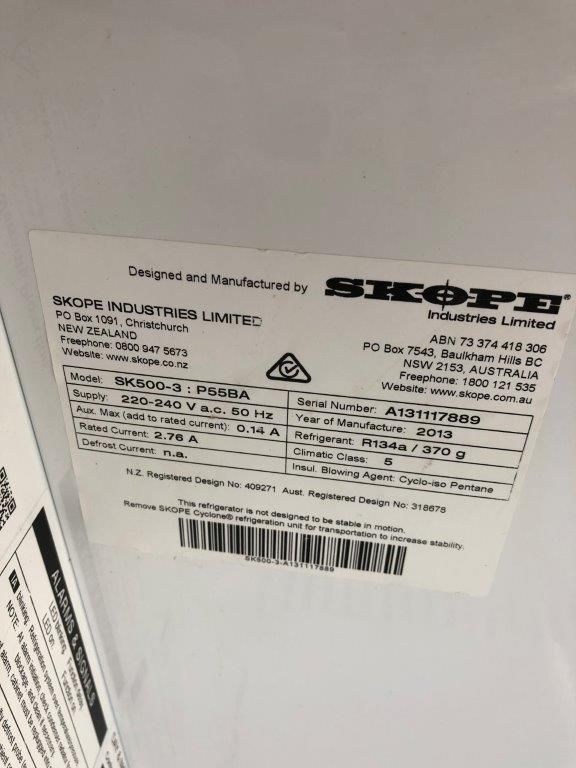 Designed and Manufactured by SKOPE®
Industries Limited
SKOPE INDUSTRIES LIMITED
PO Box 1091, Christchurch
NEW ZEALAND
Freephone: 0800 947 5673
Website: www.skope.co.nz
ABN 73 374 418 306
PO Box 7543, Baulkham Hills BC
NSW 2153, AUSTRALIA
Freephone: 1800 121 535
Website: www.skope.com.au
Model: SK500-3 : P55BA
Supply: 220-240 V a.c. 50 Hz
Aux. Max (add to rated current): 0.14 A
Rated Current: 2.76 A
Defrost Current: n.a.
Serial Number: A131117889
Year of Manufacture: 2013
Refrigerant: R134a / 370 g
Climatic Class: 5
Insul. Blowing Agent: Cyclo-iso Pentane
N.Z. Registered Design No: 409271 Aust. Registered Design No: 318678
This refrigerator is not designed to be stable in motion.
Remove SKOPE Cyclone® refrigeration unit for transportation to increase stability.
SK500-3-A131117889
ALARMS & SIGNALS
LED blinking
LED on